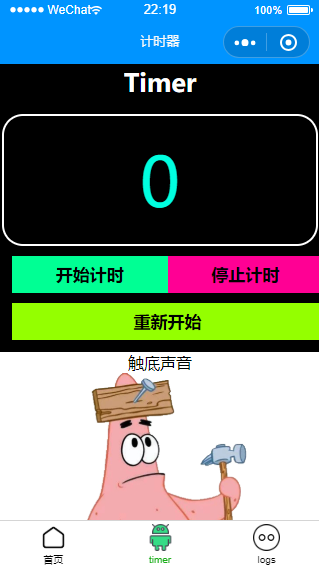 WeChat 22:19 100%
计时器
Timer
0
开始计时 停止计时
重新开始
触底声音
首页 timer logs